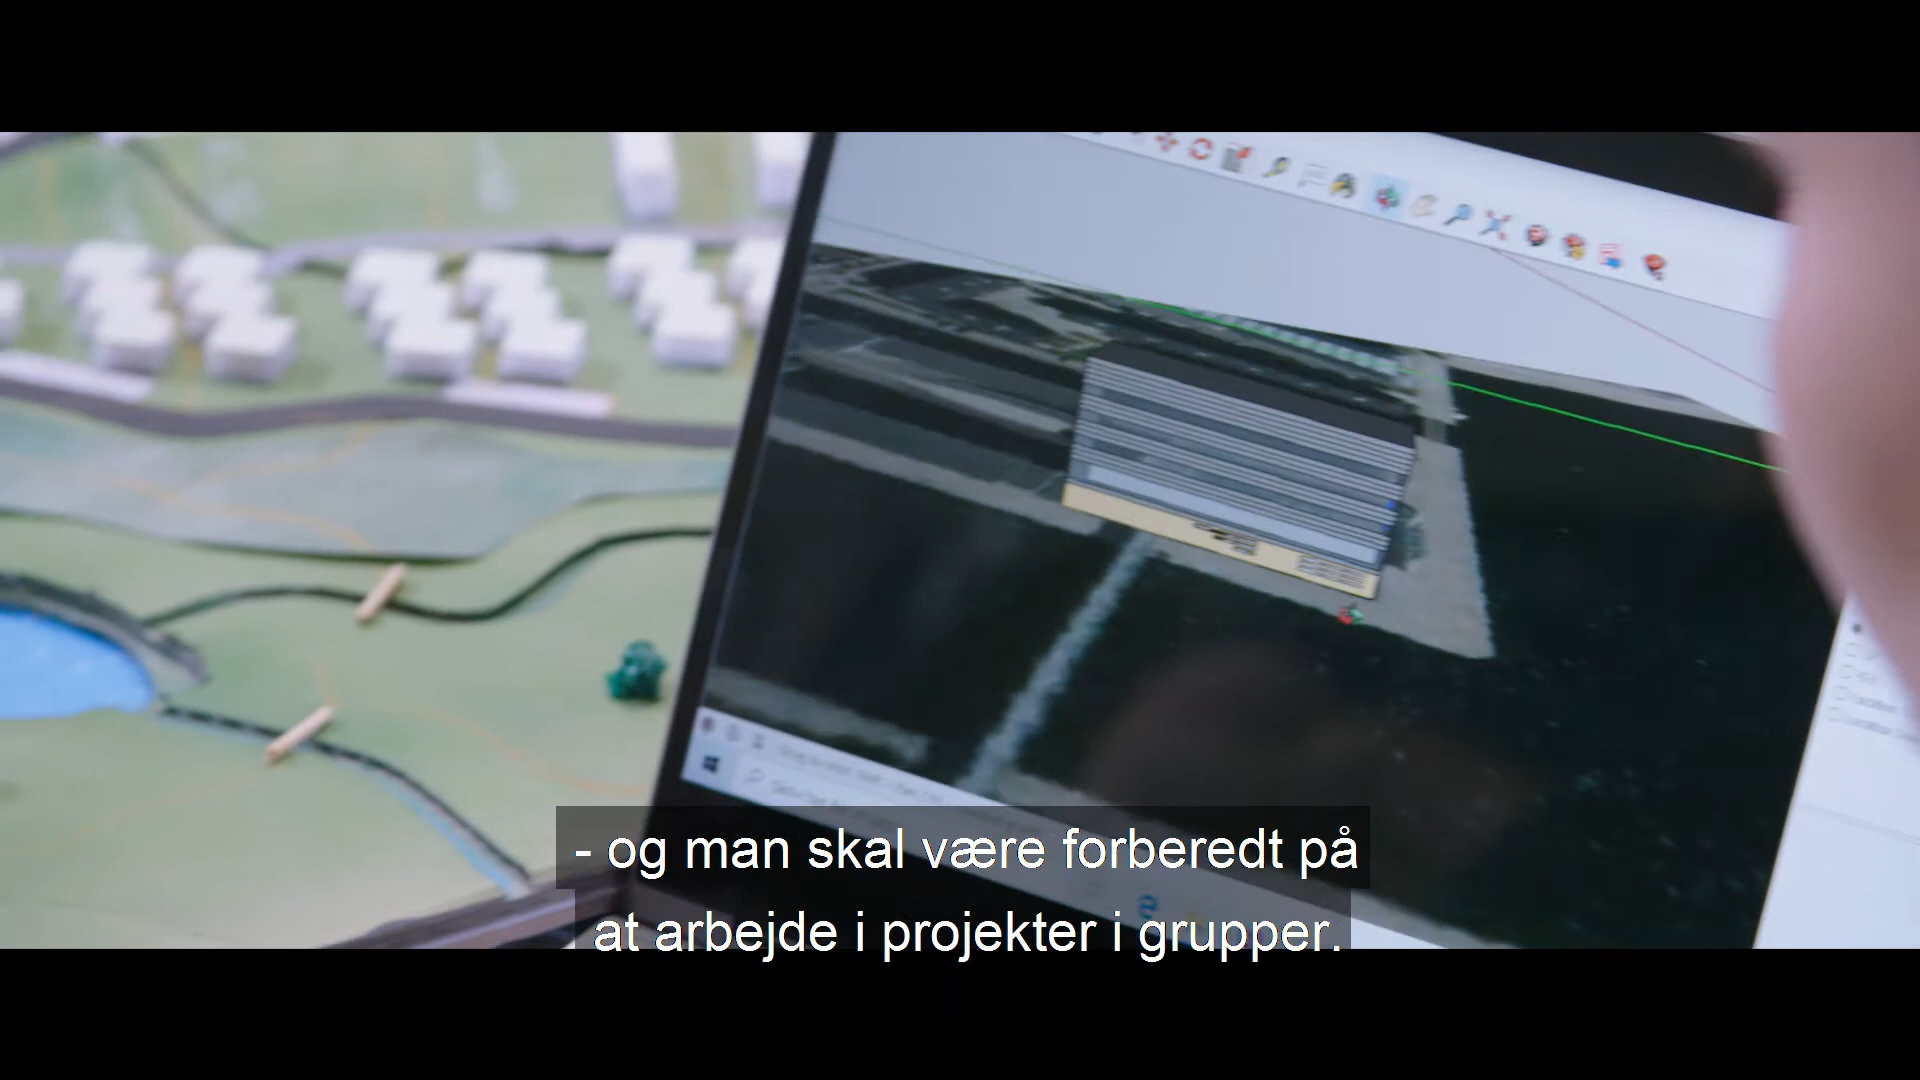 - og man skal være forberedt på
at arbejde i projekter i grupper.